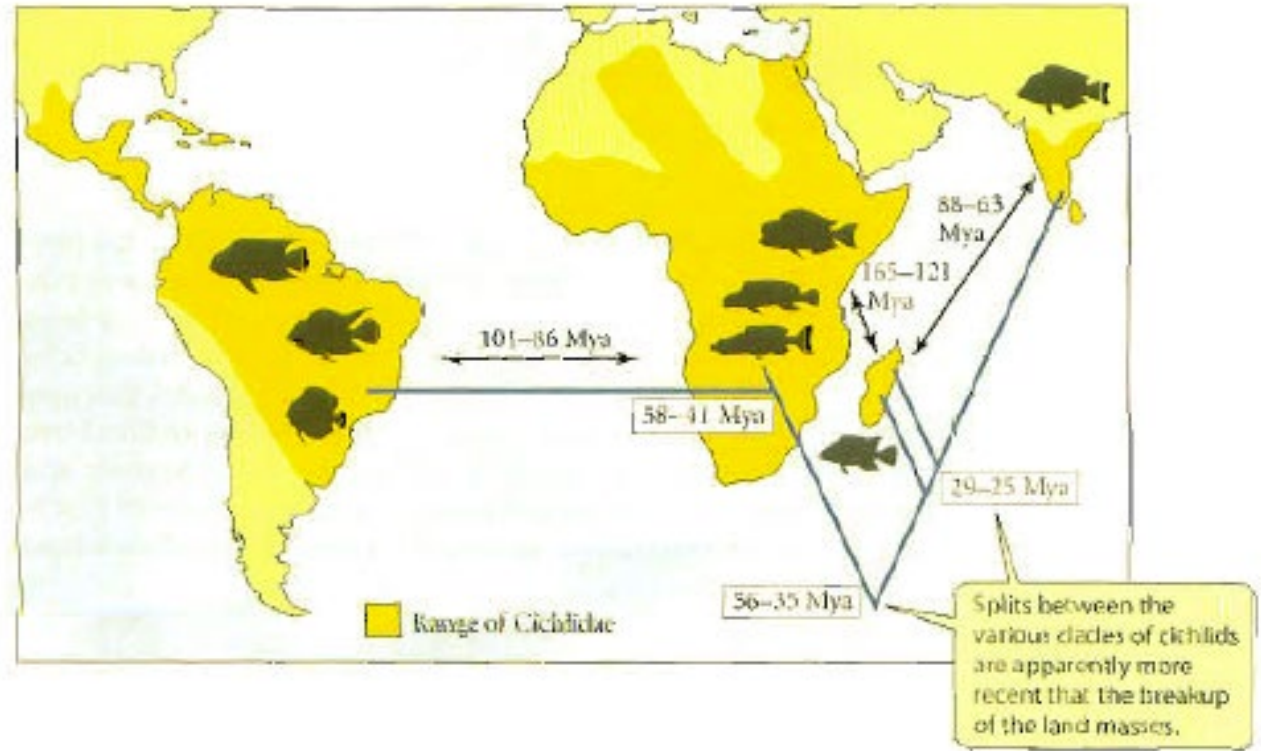 88–63
Mya
165–121
Mya
101–86 Mya
58–41 Mya
29–25 Mya
56–35 Mya
Range of Cichlidae
Splits between the
various clades of cichlids
are apparently more
recent that the breakup
of the land masses.